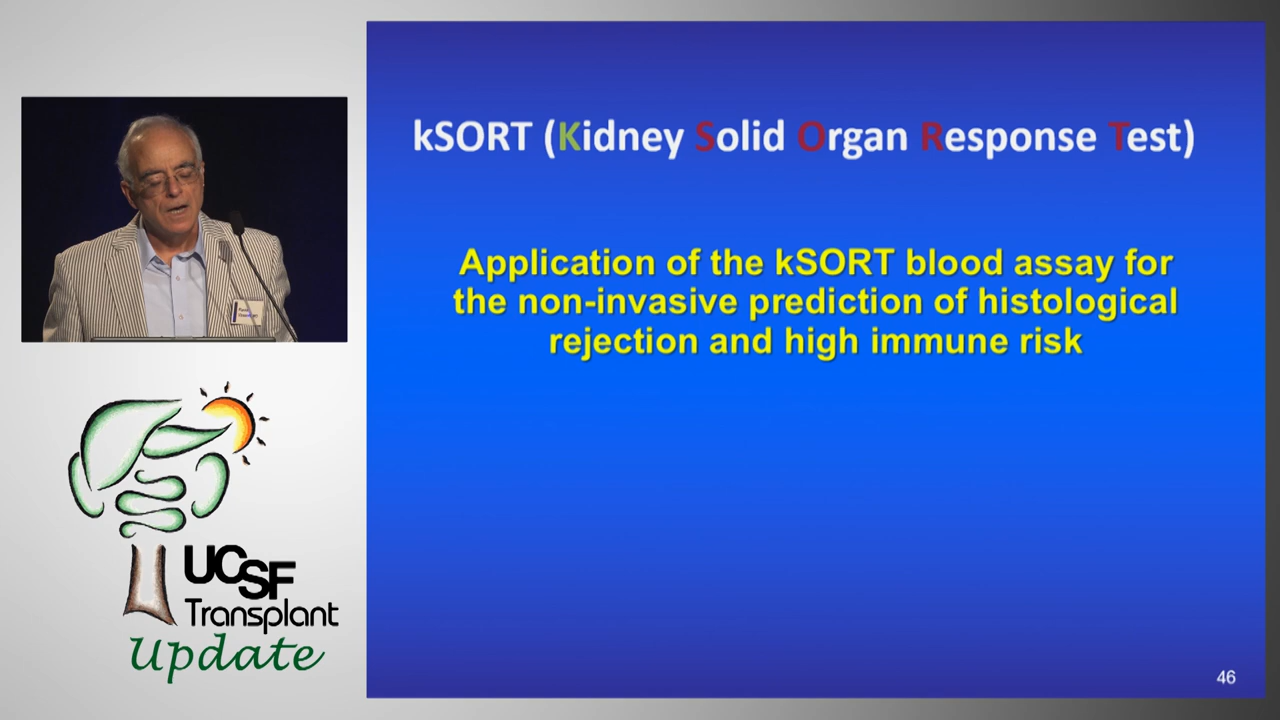 kSORT (Kidney Solid Organ Response Test)
Application of the kSORT blood assay for
the non-invasive prediction of histological
rejection and high immune risk
UCSF
Transplant
Update
46